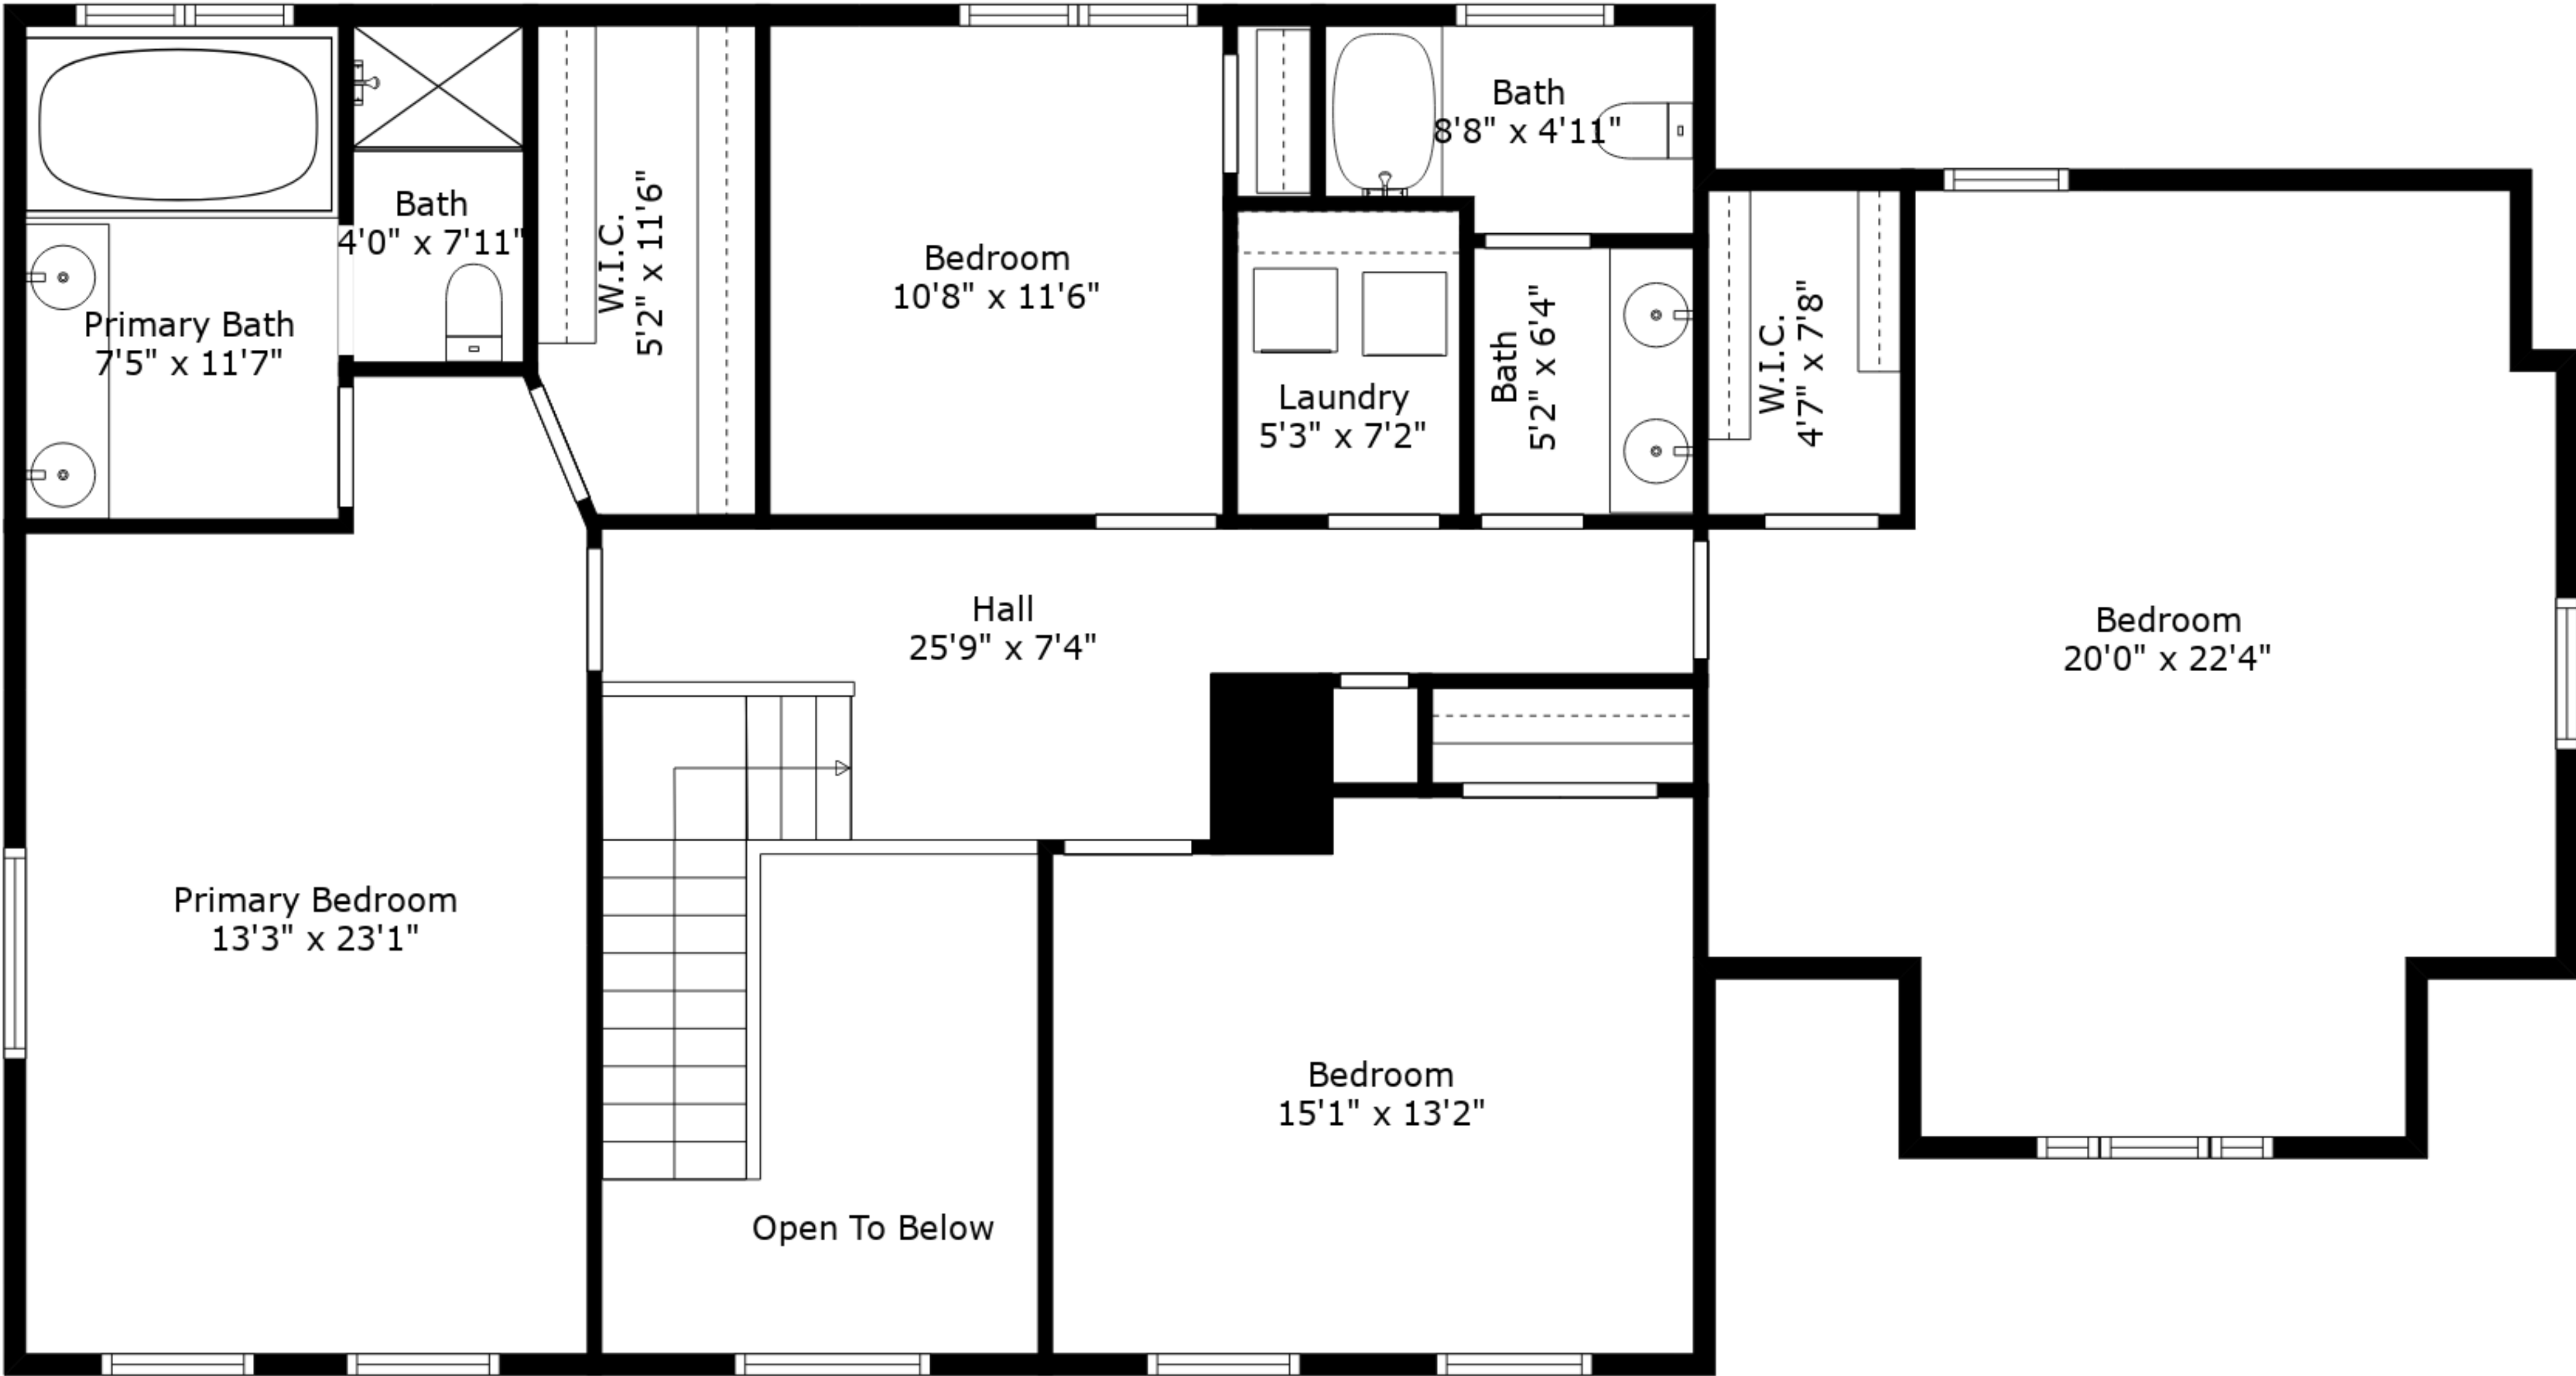 Bath
8'8" x 4'11"
Bath
4'0" x 7'11"
W.I.C.
5'2" x 11'6"
Bedroom
10'8" x 11'6"
Primary Bath
7'5" x 11'7"
Laundry
5'3" x 7'2"
Bath
5'2" x 6'4"
W.I.C.
4'7" x 7'8"
Hall
25'9" x 7'4"
Bedroom
20'0" x 22'4"
Primary Bedroom
13'3" x 23'1"
Bedroom
15'1" x 13'2"
Open To Below